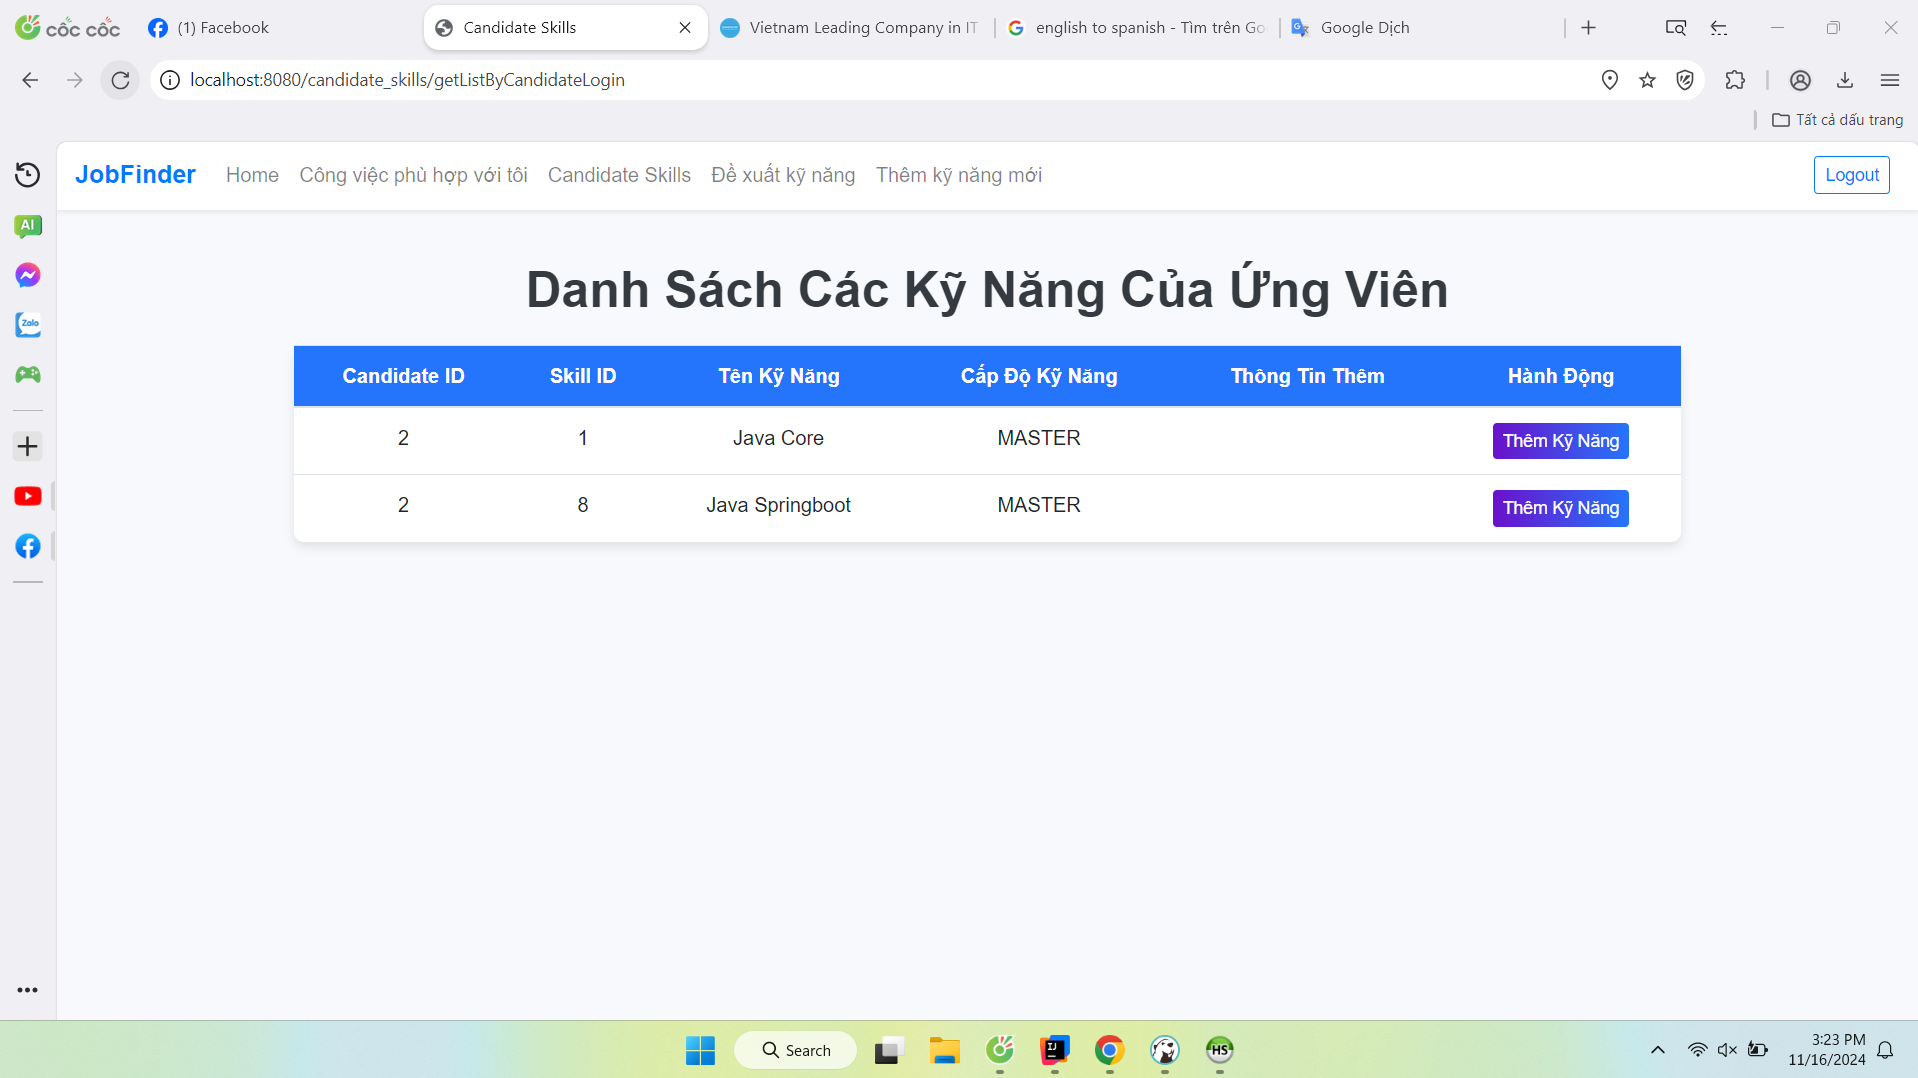 cốc cốc
(1) Facebook
Candidate Skills
Vietnam Leading Company in IT
english to spanish - Tìm trên Go
Google Dịch
localhost:8080/candidate_skills/getListByCandidateLogin
Tất cả dấu trang
JobFinder
Home
Công việc phù hợp với tôi
Candidate Skills
Đề xuất kỹ năng
Thêm kỹ năng mới
Logout
AI
Zalo
Danh Sách Các Kỹ Năng Của Ứng Viên
Candidate ID Skill ID Tên Kỹ Năng Cấp Độ Kỹ Năng Thông Tin Thêm Hành Động
2 1 Java Core MASTER Thêm Kỹ Năng
2 8 Java Springboot MASTER Thêm Kỹ Năng
Search
IJ
HS
3:23 PM
11/16/2024